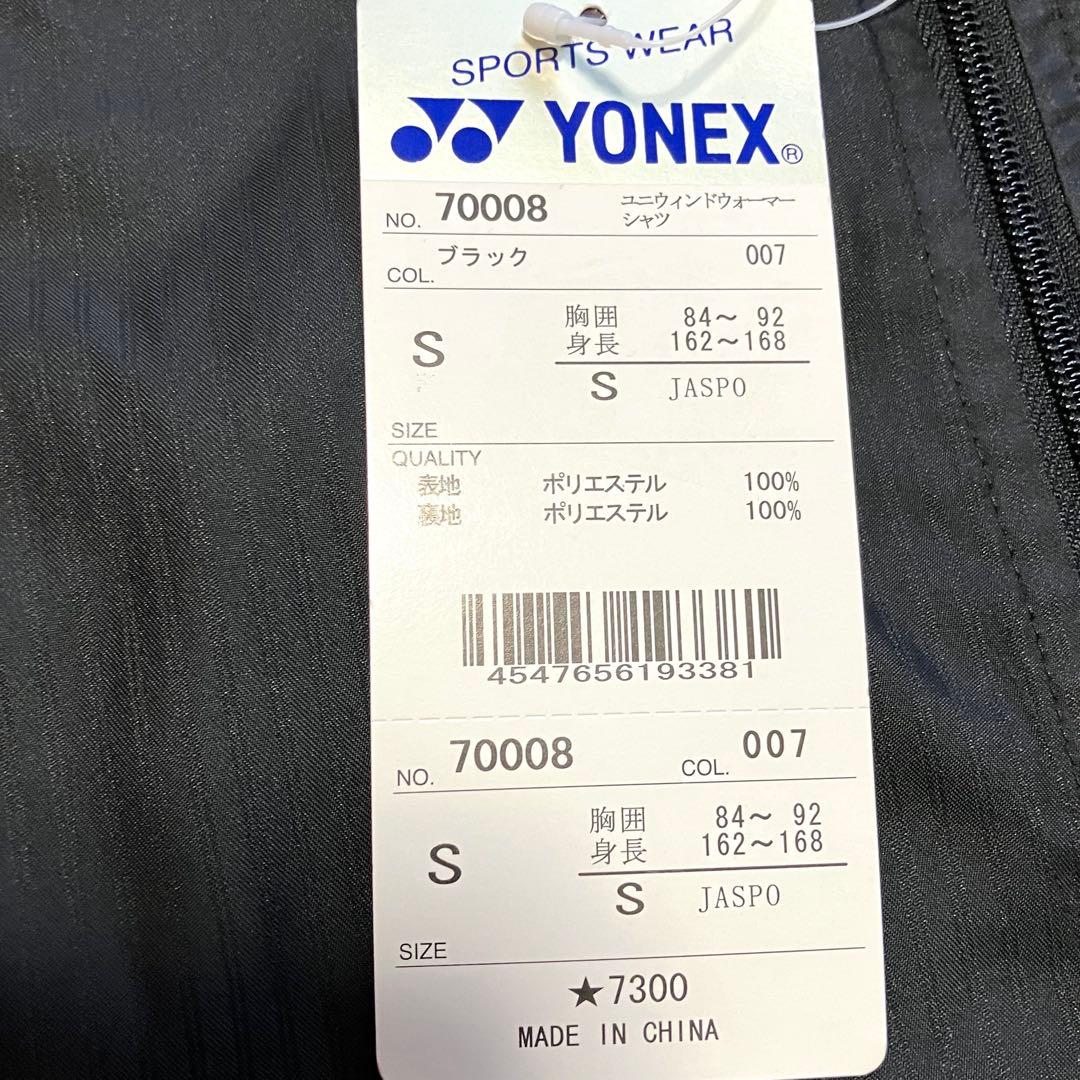 SPORTS WEAR
YONEX®
NO. 70008 ユニウィンドウォーマー
シャツ
COL. ブラック 007
S
胸囲 84～ 92
身長 162～168
S JASPO
SIZE
QUALITY
表地 ポリエステル 100%
裏地 ポリエステル 100%
4547656193381
NO. 70008 COL. 007
S
胸囲 84～ 92
身長 162～168
S JASPO
SIZE
★7300
MADE IN CHINA